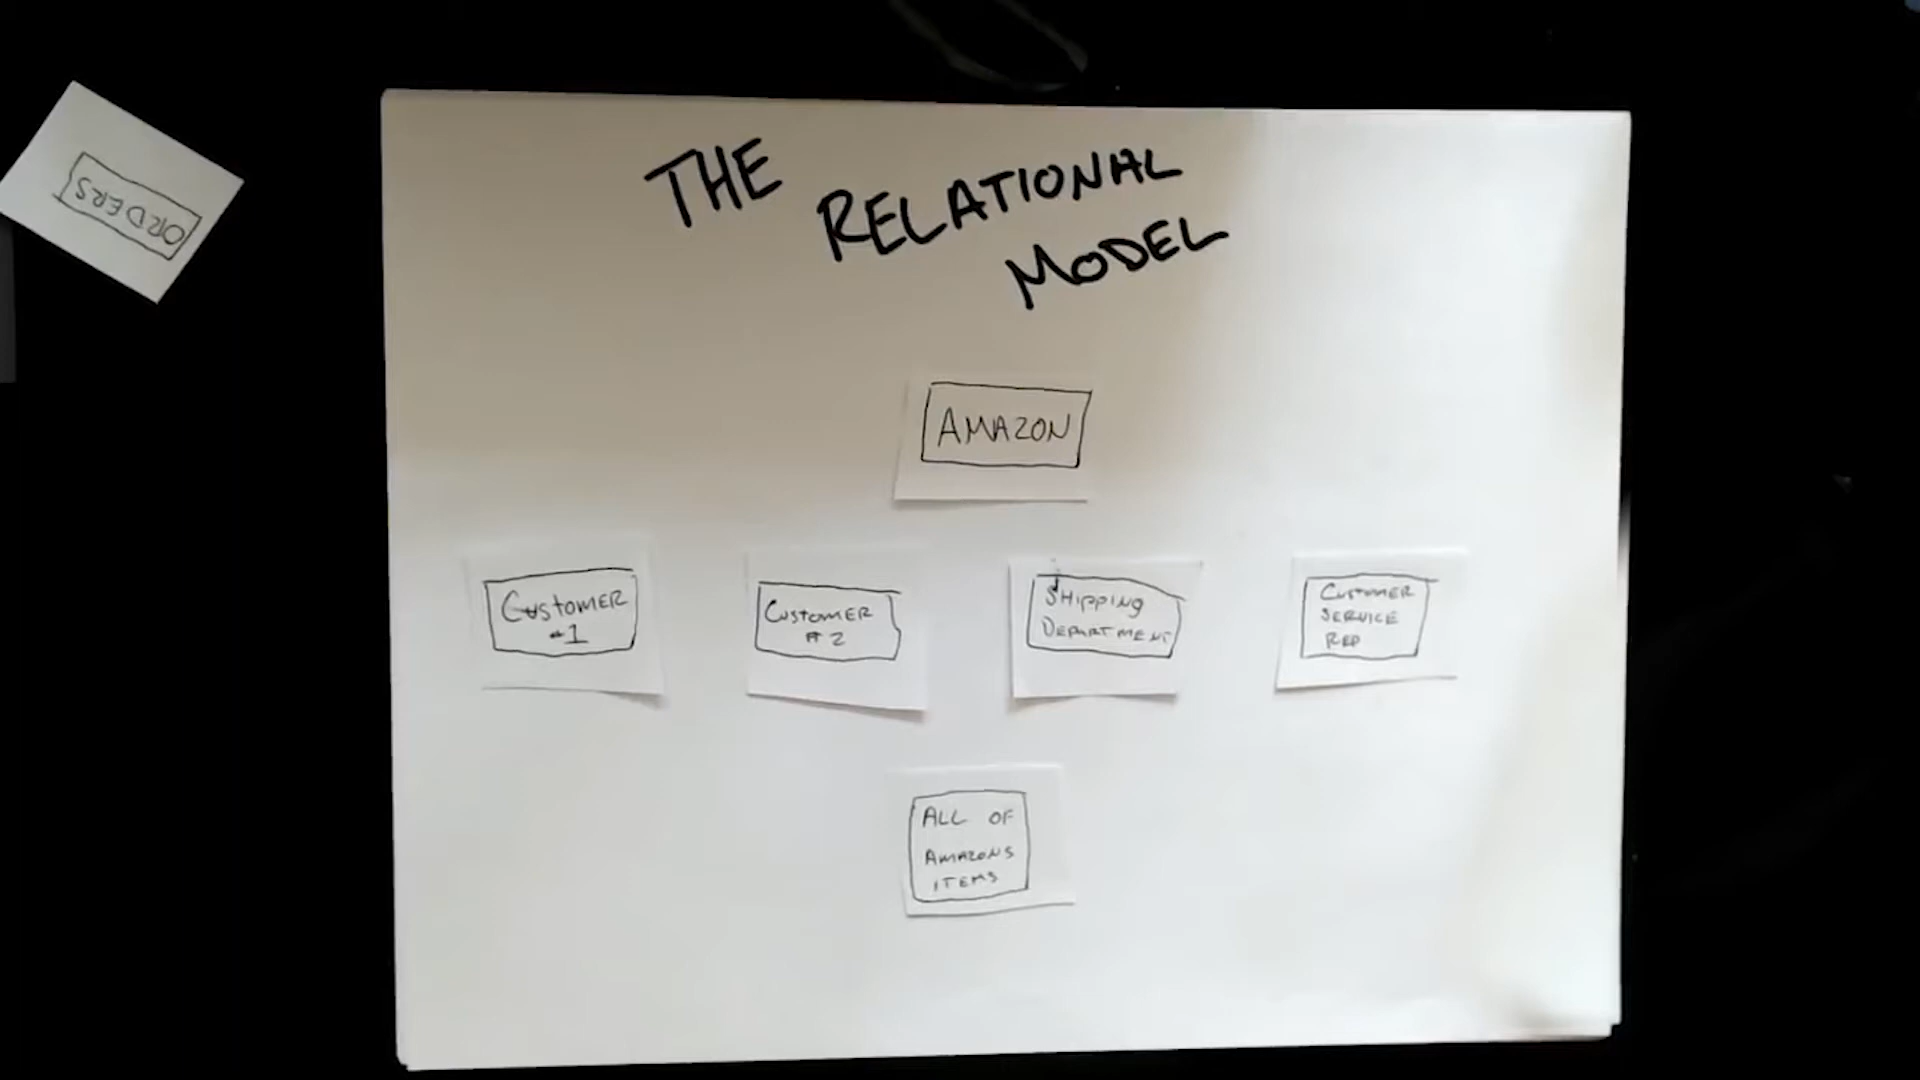 THE
RELATIONAL
MODEL
ORDERS
AMAZON
CUSTOMER
#1
CUSTOMER
#2
SHIPPING
DEPARTMENT
CUSTOMER
SERVICE
REP
ALL OF
AMAZONS
ITEMS